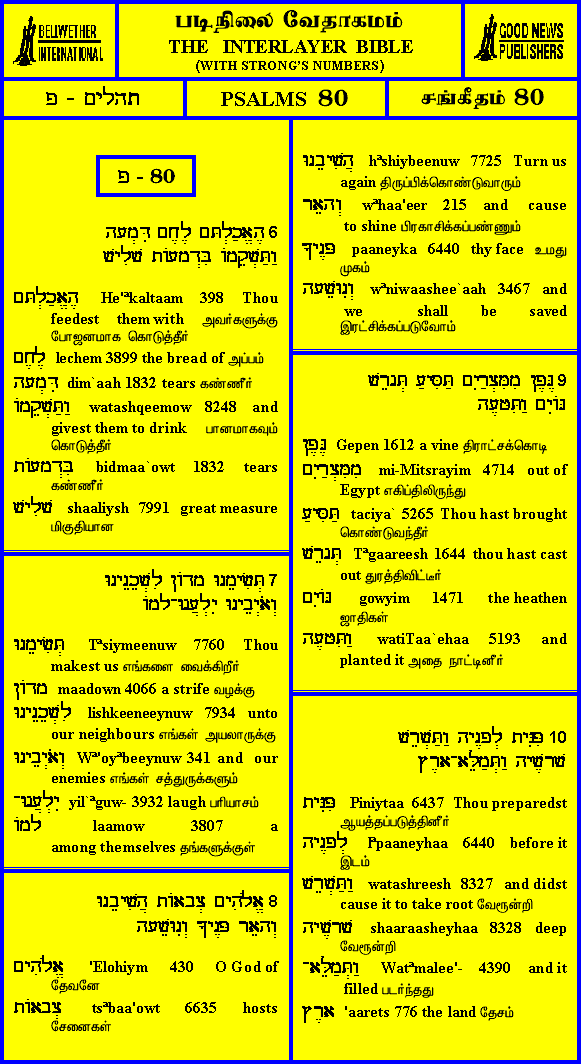 BELLWETHER
INTERNATIONAL
படிநிலை வேதாகமம்
THE INTERLAYER BIBLE
(WITH STRONG'S NUMBERS)
GOOD NEWS
PUBLISHERS
תהלים - פ
PSALMS 80
சங்கீதம் 80
פ - 80
6 הֶאֱכַלְתָּם לֶחֶם דִּמְעָה
וַתַּשְׁקֵמוֹ בִּדְמָעוֹת שָׁלִישׁ
הֶאֱכַלְתָּם He'ᵃkaltaam 398 Thou
feedest them with அவர்களுக்கு
போஜனமாக கொடுத்தீர்
לֶחֶם lechem 3899 the bread of அப்பம்
דִּמְעָה dim`aah 1832 tears கண்ணீர்
וַתַּשְׁקֵמוֹ watashqeemow 8248 and
givest them to drink பானமாகவும்
கொடுத்தீர்
בִּדְמָעוֹת bidmaa`owt 1832 tears
கண்ணீர்
שָׁלִישׁ shaaliysh 7991 great measure
மிகுதியான
7 תְּשִׂימֵנוּ מָדוֹן לִשְׁכֵנֵינוּ
וְאֹיְבֵינוּ יִלְעֲגוּ־לָמוֹ
תְּשִׂימֵנוּ Tᵃsiymeenuw 7760 Thou
makest us எங்களை வைக்கிறீர்
מָדוֹן maadown 4066 a strife வழக்கு
לִשְׁכֵנֵינוּ lishkeeneeynuw 7934 unto
our neighbours எங்கள் அயலாருக்கு
וְאֹיְבֵינוּ Wᵃ'oyᵃbeeynuw 341 and our
enemies எங்கள் சத்துருக்களும்
יִלְעֲגוּ־ yil`ᵃguw- 3932 laugh பரியாசம்
לָמוֹ laamow 3807 a
among themselves தங்களுக்குள்
8 אֱלֹהִים צְבָאוֹת הֲשִׁיבֵנוּ
וְהָאֵר פָּנֶיךָ וְנִוָּשֵׁעָה
אֱלֹהִים 'Elohiym 430 O God of
தேவனே
צְבָאוֹת tsᵃbaa'owt 6635 hosts
சேனைகள்
הֲשִׁיבֵנוּ hᵃshiybeenuw 7725 Turn us
again திருப்பிக்கொண்டுவாரும்
וְהָאֵר wᵃhaa'eer 215 and cause
to shine பிரகாசிக்கப்பண்ணும்
פָּנֶיךָ paaneyka 6440 thy face உமது
முகம்
וְנִוָּשֵׁעָה wᵃniwaashee`aah 3467 and
we shall be saved
இரட்சிக்கப்படுவோம்
9 גֶּפֶן מִמִּצְרַיִם תַּסִּיעַ תְּגָרֵשׁ
גּוֹיִם וַתִּטָּעֶהָ
גֶּפֶן Gepen 1612 a vine திராட்சக்கொடி
מִמִּצְרַיִם mi-Mitsrayim 4714 out of
Egypt எகிப்திலிருந்து
תַּסִּיעַ taciya` 5265 Thou hast brought
கொண்டுவந்தீர்
תְּגָרֵשׁ Tᵃgaareesh 1644 thou hast cast
out துரத்திவிட்டீர்
גּוֹיִם gowyim 1471 the heathen
ஜாதிகள்
וַתִּטָּעֶהָ watiTaa`ehaa 5193 and
planted it அதை நாட்டினீர்
10 פִּנִּיתָ לְפָנֶיהָ וַתַּשְׁרֵשׁ
שָׁרָשֶׁיהָ וַתְּמַלֵּא־אָרֶץ
פִּנִּיתָ Piniytaa 6437 Thou preparedst
ஆயத்தப்படுத்தினீர்
לְפָנֶיהָ lᵃpaaneyhaa 6440 before it
இடம்
וַתַּשְׁרֵשׁ watashreesh 8327 and didst
cause it to take root வேரூன்றி
שָׁרָשֶׁיהָ shaaraasheyhaa 8328 deep
வேரூன்றி
וַתְּמַלֵּא־ Watᵃmalee'- 4390 and it
filled படர்ந்தது
אָרֶץ 'aarets 776 the land தேசம்